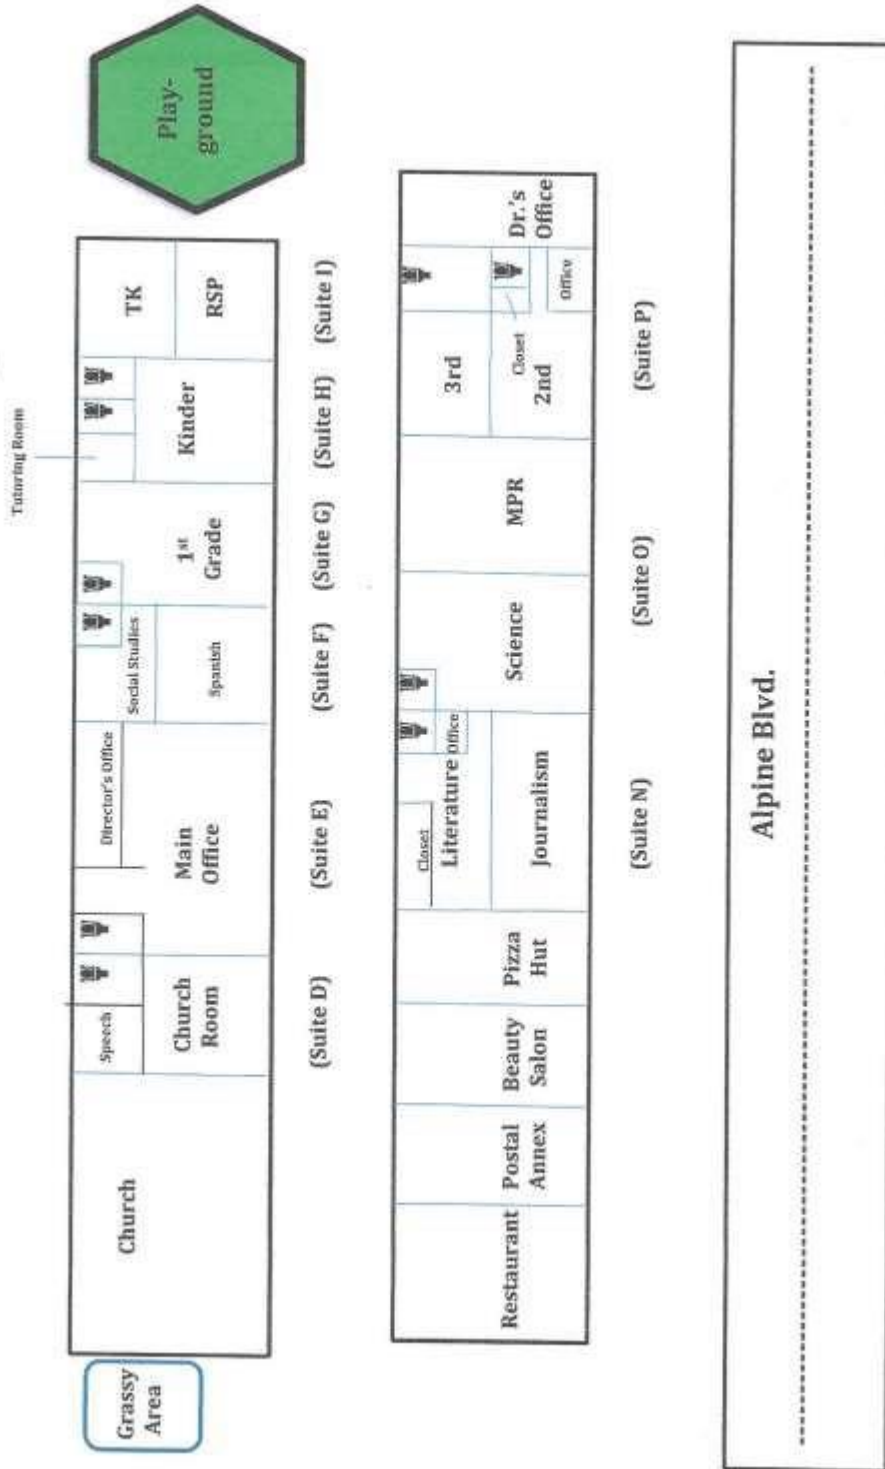 Tutoring Room
Play-
ground
Grassy
Area
Church
Speech
Church
Room
Director's Office
Main
Office
Social Studies
Spanish
1st
Grade
Kinder
TK
RSP
(Suite D)
(Suite E)
(Suite F)
(Suite G)
(Suite H)
(Suite I)
Restaurant
Postal
Annex
Beauty
Salon
Pizza
Hut
Closet
Literature
Office
Journalism
Science
MPR
3rd
Closet
2nd
Office
Dr.'s
Office
(Suite N)
(Suite O)
(Suite P)
Alpine Blvd.